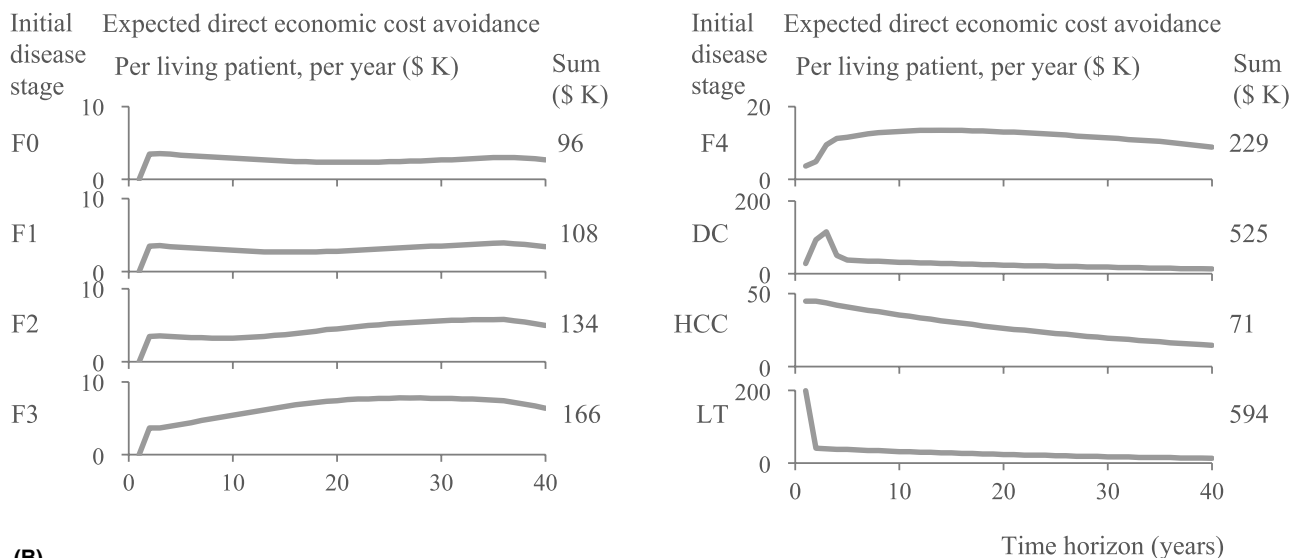 Initial disease stage
Expected direct economic cost avoidance
Per living patient, per year ($ K)
Sum ($ K)
10
F0
96
0
10
F1
108
0
10
F2
134
0
10
F3
166
0
0 10 20 30 40
Initial disease stage
Expected direct economic cost avoidance
Per living patient, per year ($ K)
Sum ($ K)
20
F4
229
0
200
DC
525
0
50
HCC
71
0
200
LT
594
0
0 10 20 30 40
Time horizon (years)
(B)